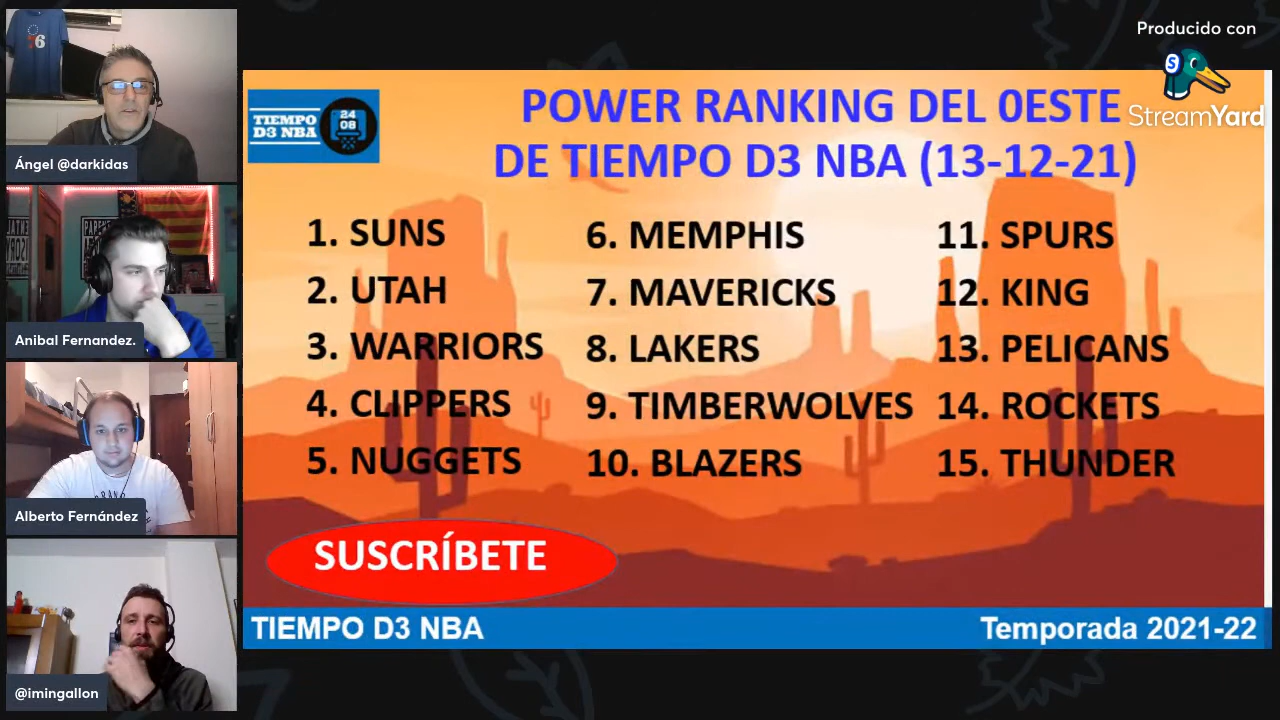 Producido con
StreamYard
S
76
Ángel @darkidas
Anibal Fernandez.
Alberto Fernández
@imingallon
TIEMPO
D3 NBA
24
08
POWER RANKING DEL 0ESTE
DE TIEMPO D3 NBA (13-12-21)
1. SUNS
2. UTAH
3. WARRIORS
4. CLIPPERS
5. NUGGETS
6. MEMPHIS
7. MAVERICKS
8. LAKERS
9. TIMBERWOLVES
10. BLAZERS
11. SPURS
12. KING
13. PELICANS
14. ROCKETS
15. THUNDER
SUSCRÍBETE
TIEMPO D3 NBA
Temporada 2021-22